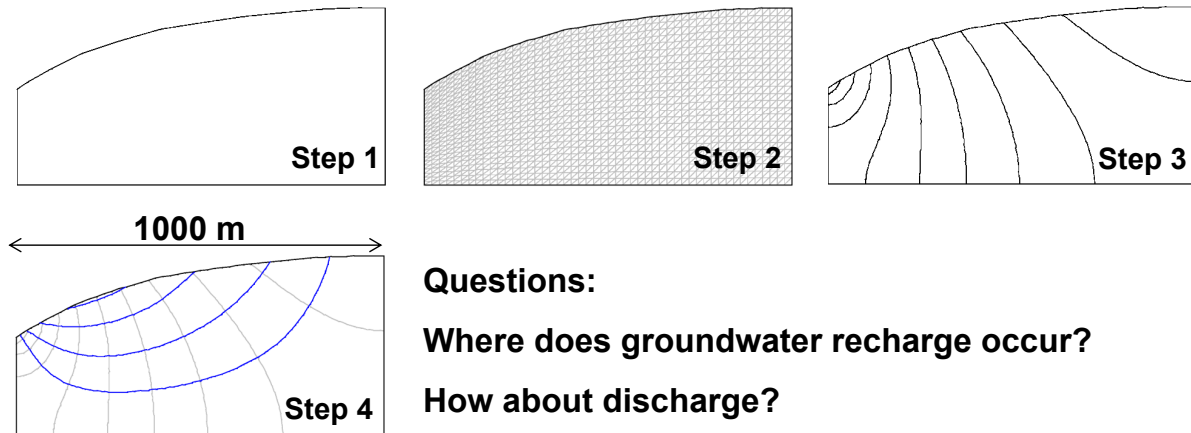 Step 1
Step 2
Step 3
1000 m
Step 4
Questions:
Where does groundwater recharge occur?
How about discharge?